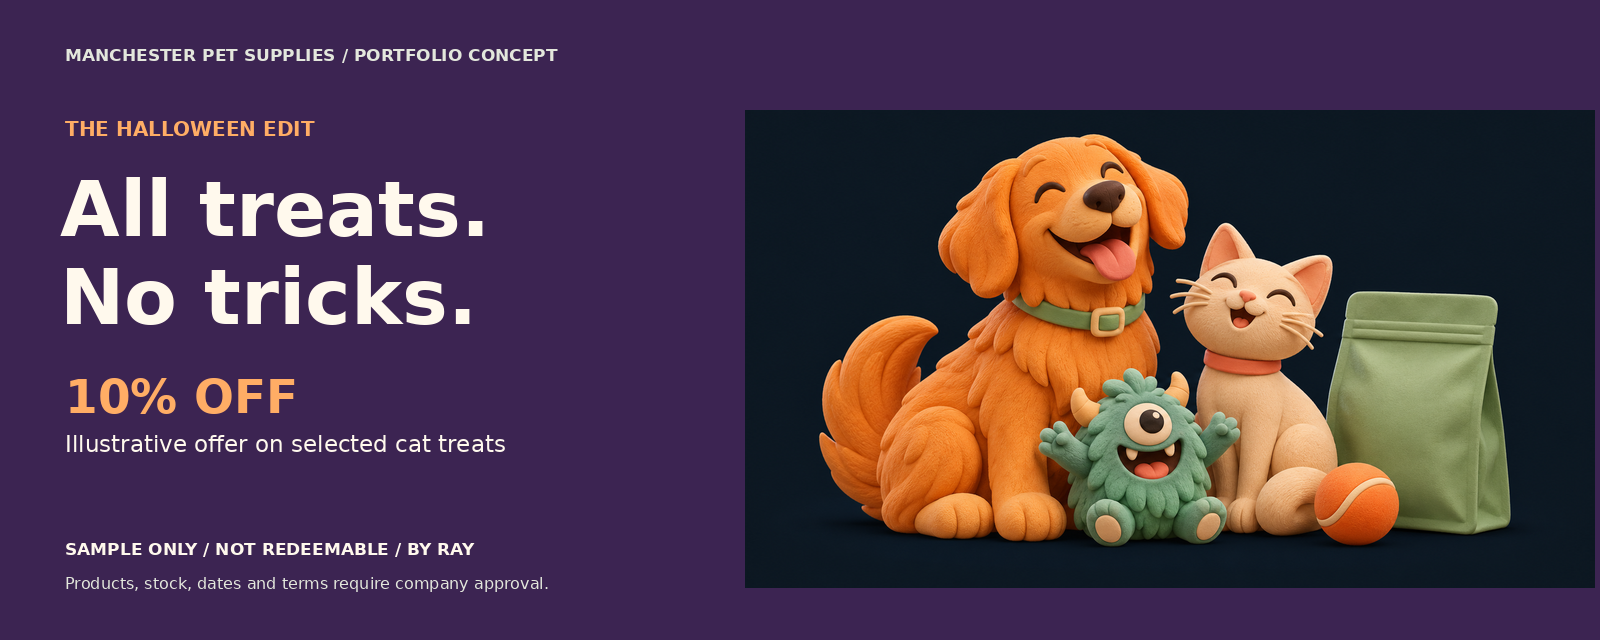 MANCHESTER PET SUPPLIES / PORTFOLIO CONCEPT
THE HALLOWEEN EDIT
All treats.
No tricks.
10% OFF
Illustrative offer on selected cat treats
SAMPLE ONLY / NOT REDEEMABLE / BY RAY
Products, stock, dates and terms require company approval.